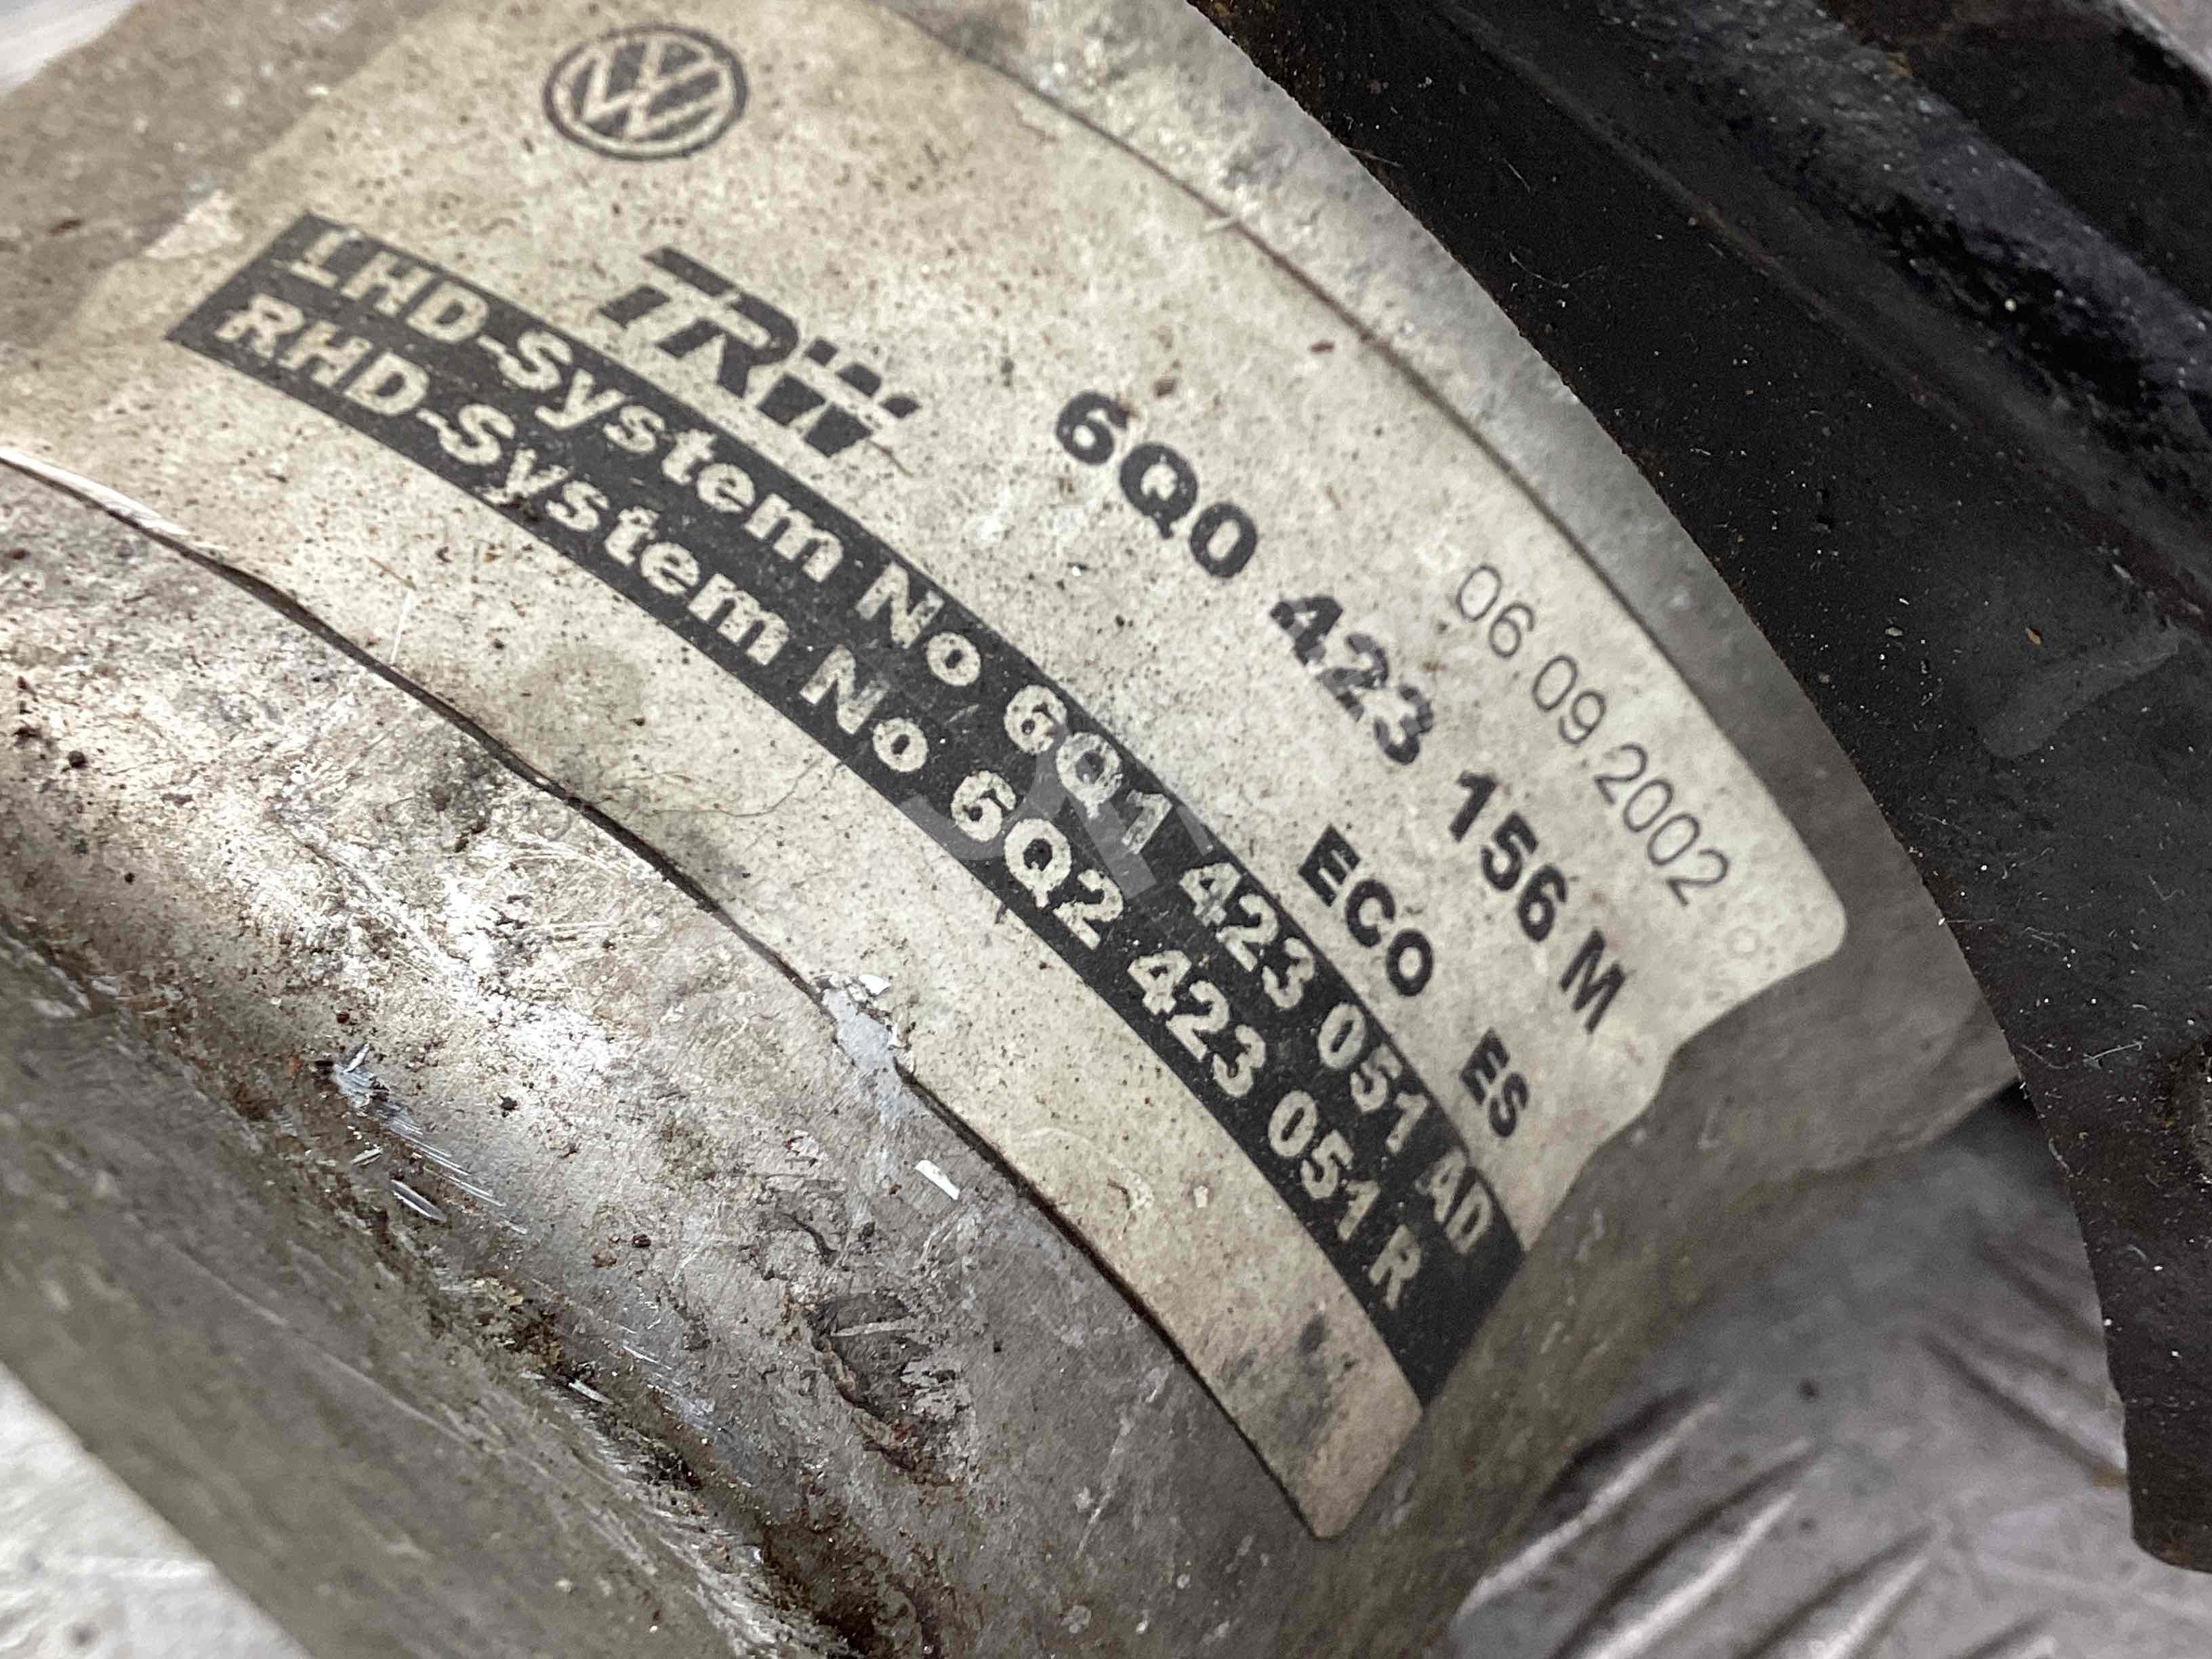 TRW
6Q0 423 156 M
06.09.2002
ECO ES
LHD-System No 6Q1 423 051 AD
RHD-System No 6Q2 423 051 R